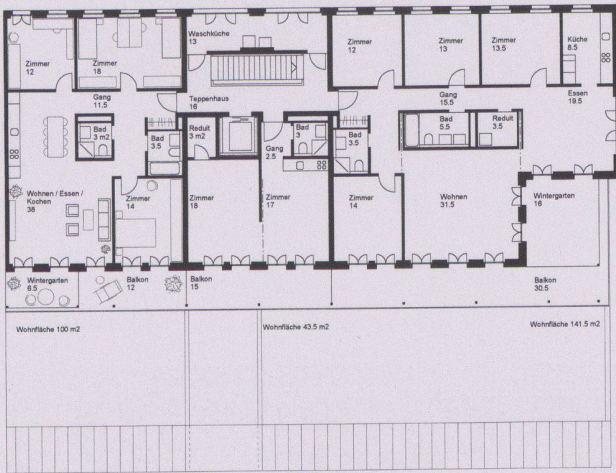 Zimmer
12
Zimmer
18
Waschküche
13
Zimmer
12
Zimmer
13
Zimmer
13.5
Küche
8.5
Gang
11.5
Teppenhaus
16
Gang
15.5
Essen
19.5
Bad
3 m2
Bad
3.5
Reduit
3 m2
Gang
2.5
Bad
3
Bad
3.5
Bad
5.5
Reduit
3.5
Wohnen / Essen /
Kochen
38
Zimmer
14
Zimmer
18
Zimmer
17
Zimmer
14
Wohnen
31.5
Wintergarten
16
Wintergarten
6.5
Balkon
12
Balkon
15
Balkon
30.5
Wohnfläche 100 m2
Wohnfläche 43.5 m2
Wohnfläche 141.5 m2